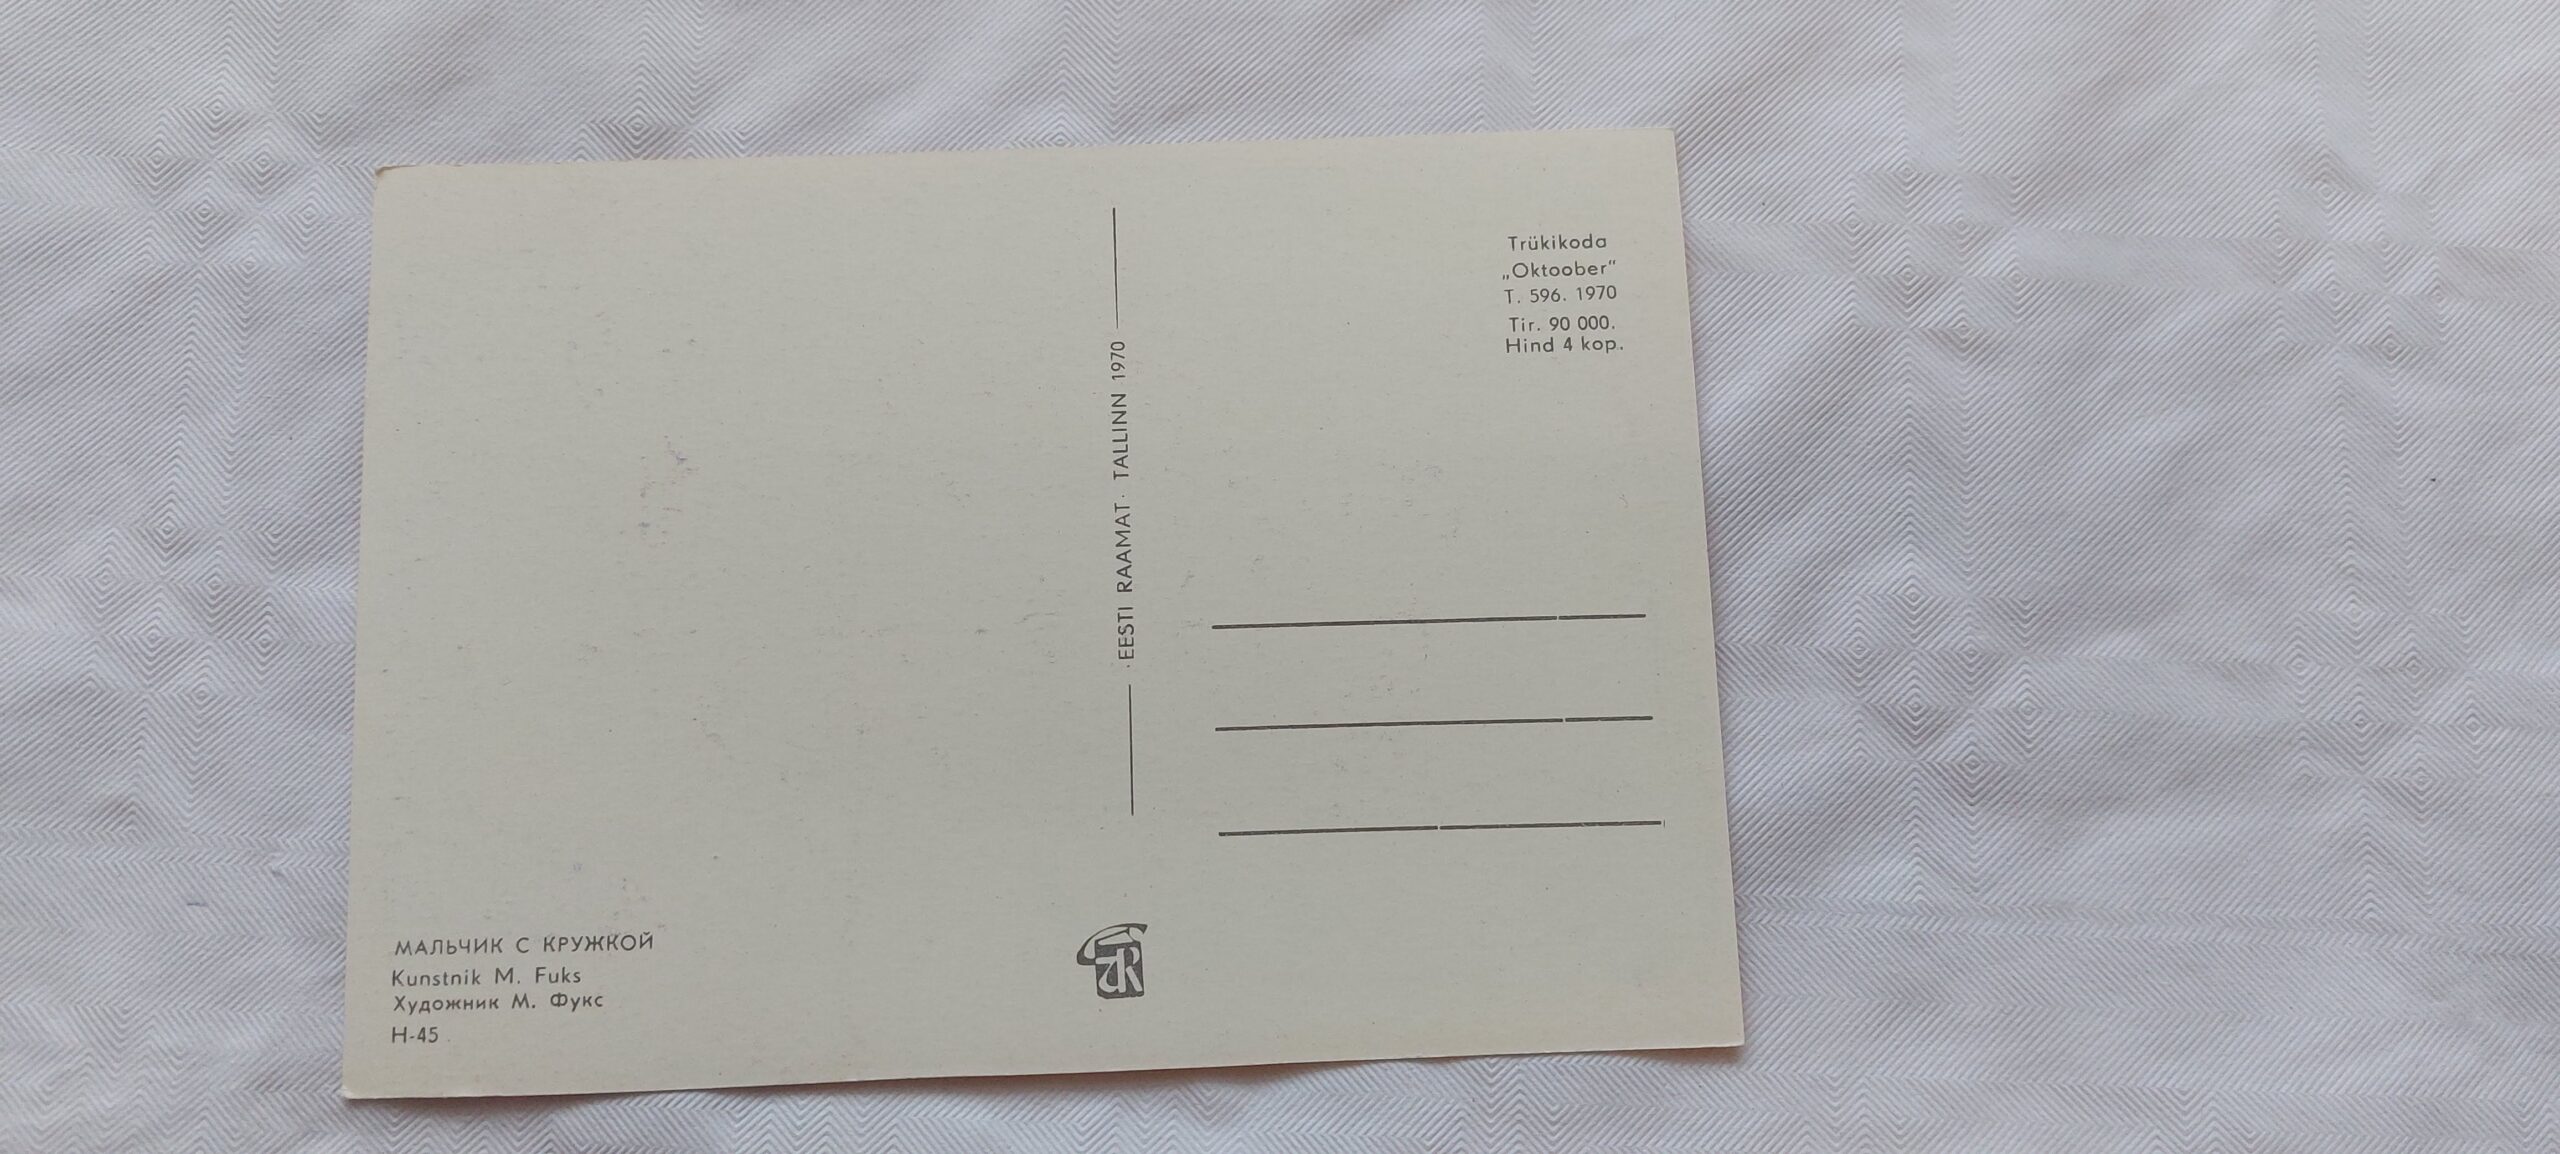 Trükikoda
„Oktoober"
T. 596. 1970
Tir. 90 000.
Hind 4 kop.
· EESTI RAAMAT · TALLINN 1970
МАЛЬЧИК С КРУЖКОЙ
Kunstnik M. Fuks
Художник М. Фукс
Н-45